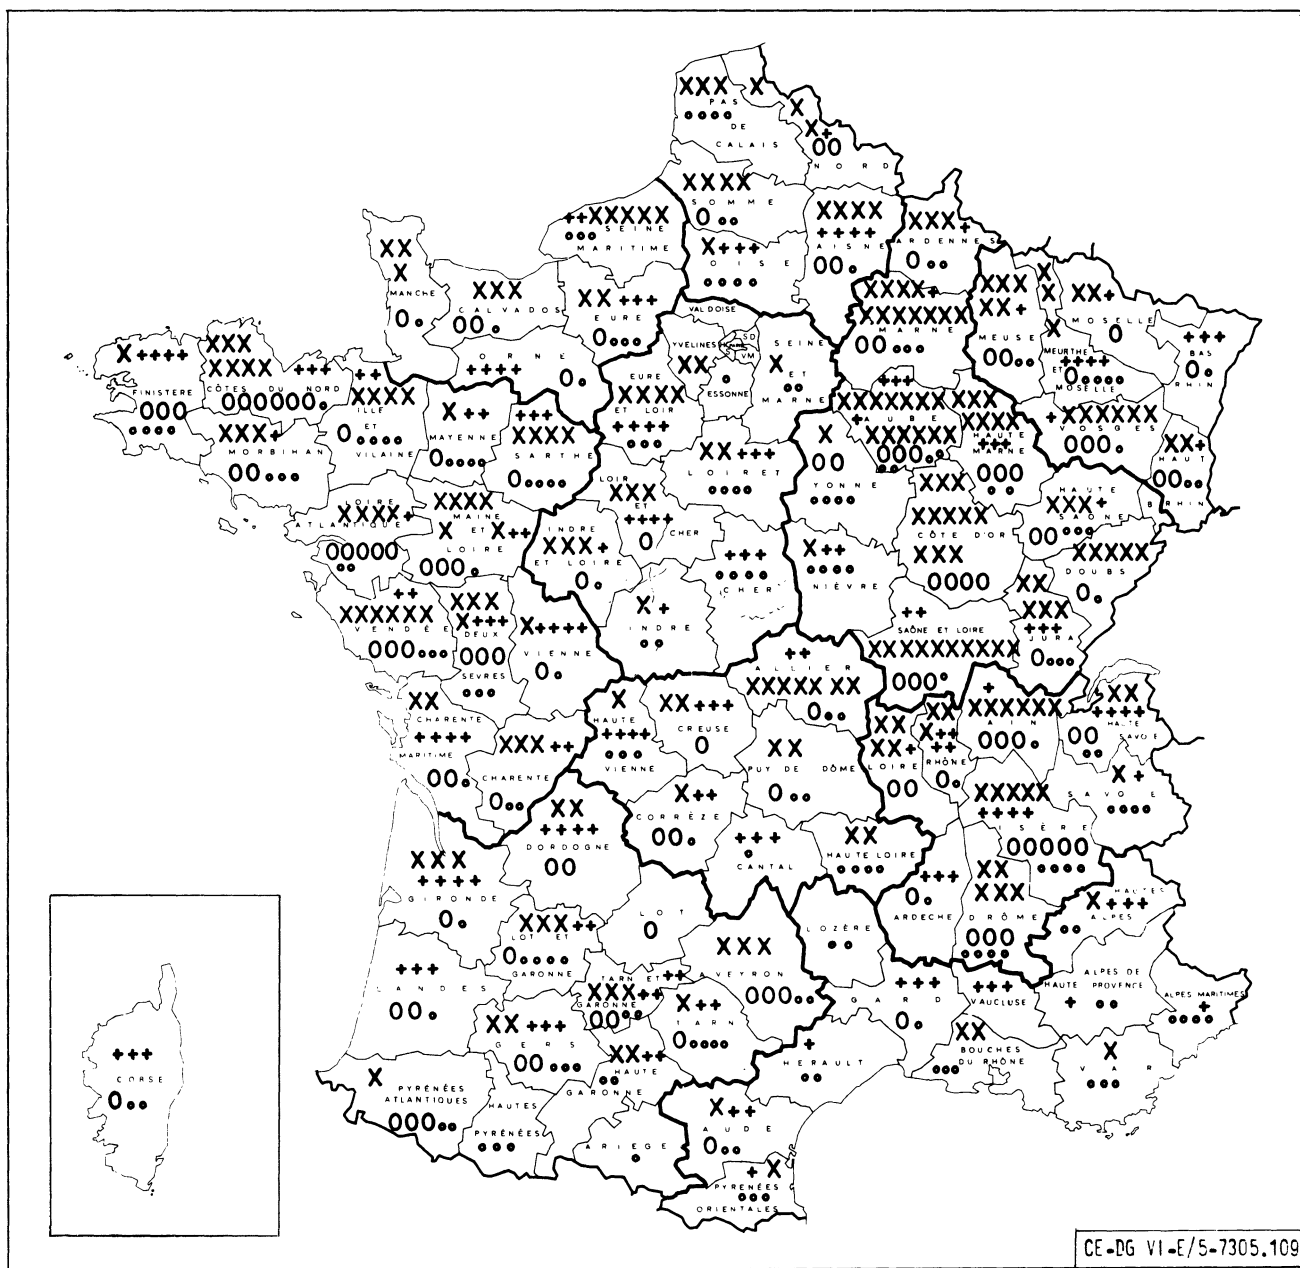 PAS
DE
CALAIS
NORD
SOMME
SEINE
MARITIME
AISNE
ARDENNES
OISE
MANCHE
CALVADOS
EURE
VAL DOISE
MARNE
MEUSE
MOSELLE
BAS
RHIN
MEURTHE
ET
MOSELLE
ORNE
YVELINES
SD
VM
ESSONNE
SEINE
ET
MARNE
FINISTERE
CÔTES DU NORD
ILLE
ET
VILAINE
MORBIHAN
MAYENNE
SARTHE
EURE
ET LOIR
AUBE
HAUTE
MARNE
VOSGES
HAUT
RHIN
LOIRET
YONNE
LOIRE
ATLANTIQUE
MAINE
ET
LOIRE
LOIR
ET
CHER
INDRE
ET LOIRE
CÔTE D'OR
HAUTE
SAÔNE
B
DOUBS
CHER
NIÈVRE
VENDÉE
DEUX
SEVRES
VIENNE
INDRE
SAÔNE ET LOIRE
JURA
ALLIER
CHARENTE
MARITIME
CHARENTE
HAUTE
VIENNE
CREUSE
PUY DE DÔME
LOIRE
RHÔNE
AIN
HAUTE
SAVOIE
SAVOIE
ISÈRE
DORDOGNE
CORRÈZE
CANTAL
HAUTE LOIRE
ARDECHE
DRÔME
HAUTES
ALPES
GIRONDE
LOT ET
GARONNE
LOT
LOZÈRE
AVEYRON
LANDES
TARN ET
GARONNE
TARN
GARD
VAUCLUSE
ALPES DE
HAUTE PROVENCE
ALPES MARITIMES
GERS
HAUTE
GARONNE
HERAULT
BOUCHES
DU RHÔNE
VAR
PYRÉNÉES
ATLANTIQUES
HAUTES
PYRÉNÉES
ARIEGE
AUDE
PYRÉNÉES
ORIENTALES
CORSE
CE-DG VI-E/5-7305.109